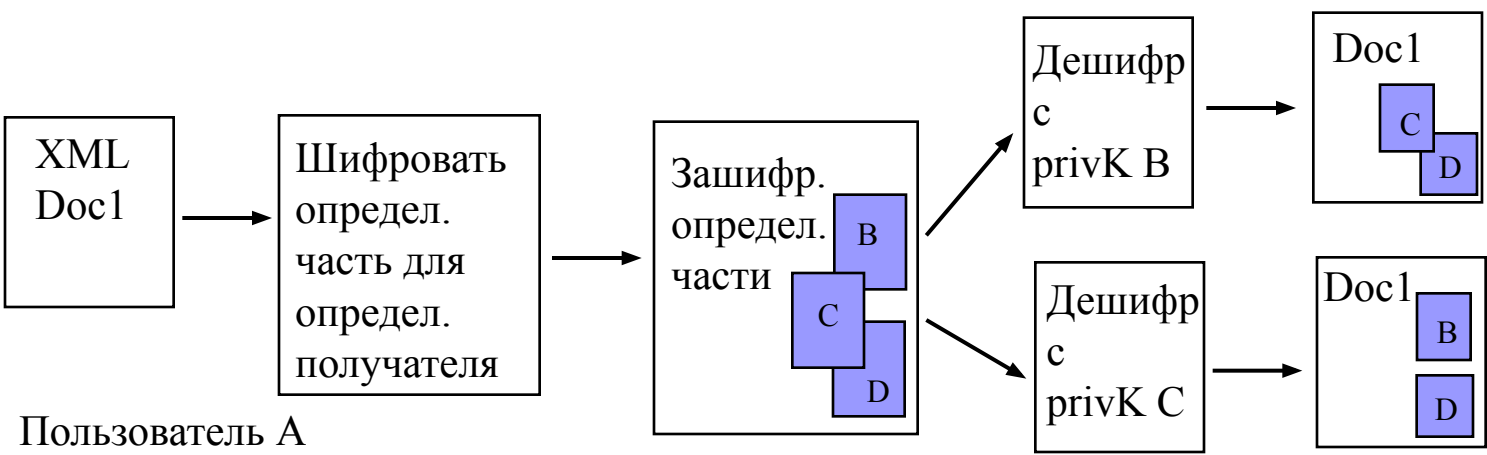 XML
Doc1
Шифровать
определ.
часть для
определ.
получателя
Пользователь А
Зашифр.
определ.
части
B
C
D
Дешифр
с
privK B
Doc1
C
D
Дешифр
с
privK C
Doc1
B
D